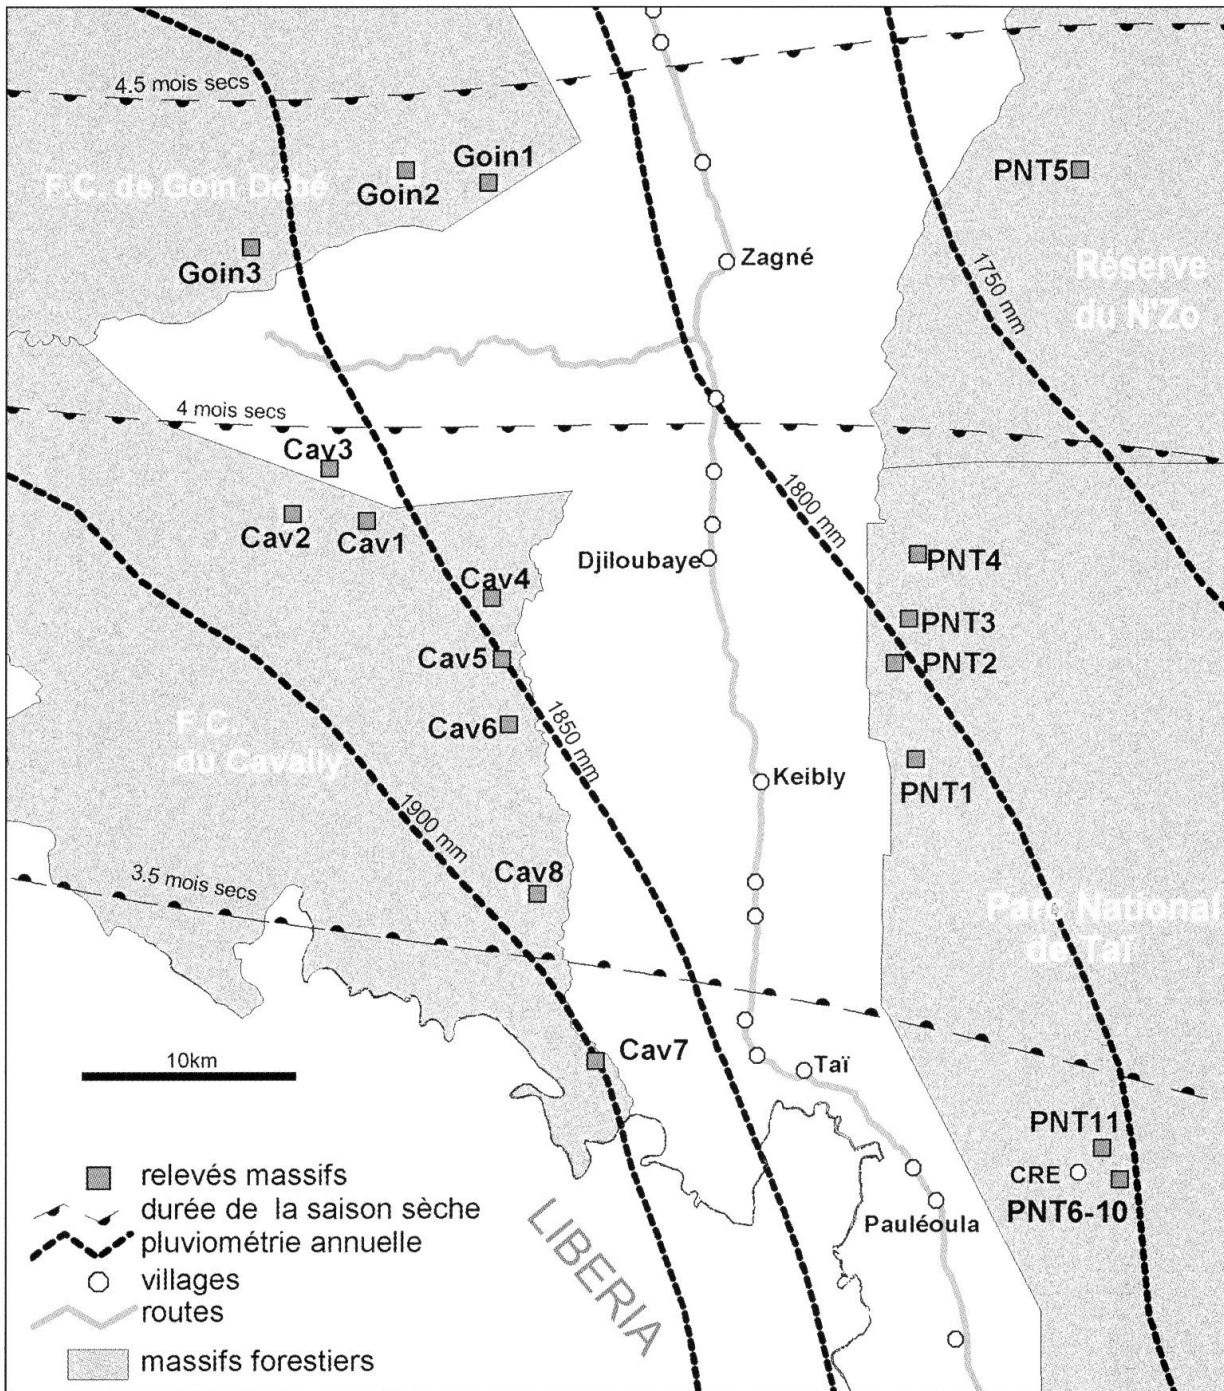 4.5 mois secs
Goin1
Goin2
F.C. de Goin Débé
PNT5
Goin3
Zagné
Réserve
du N'Zo
1750 mm
4 mois secs
Cav3
Cav2
Cav1
1800 mm
Djiloubaye
PNT4
Cav4
PNT3
Cav5
PNT2
F.C.
du Cavally
Cav6
1850 mm
Keibly
PNT1
1900 mm
Cav8
3.5 mois secs
Parc National
de Taï
Cav7
10km
Taï
PNT11
CRE
PNT6-10
Pauléoula
LIBERIA
relevés massifs
durée de la saison sèche
pluviométrie annuelle
villages
routes
massifs forestiers